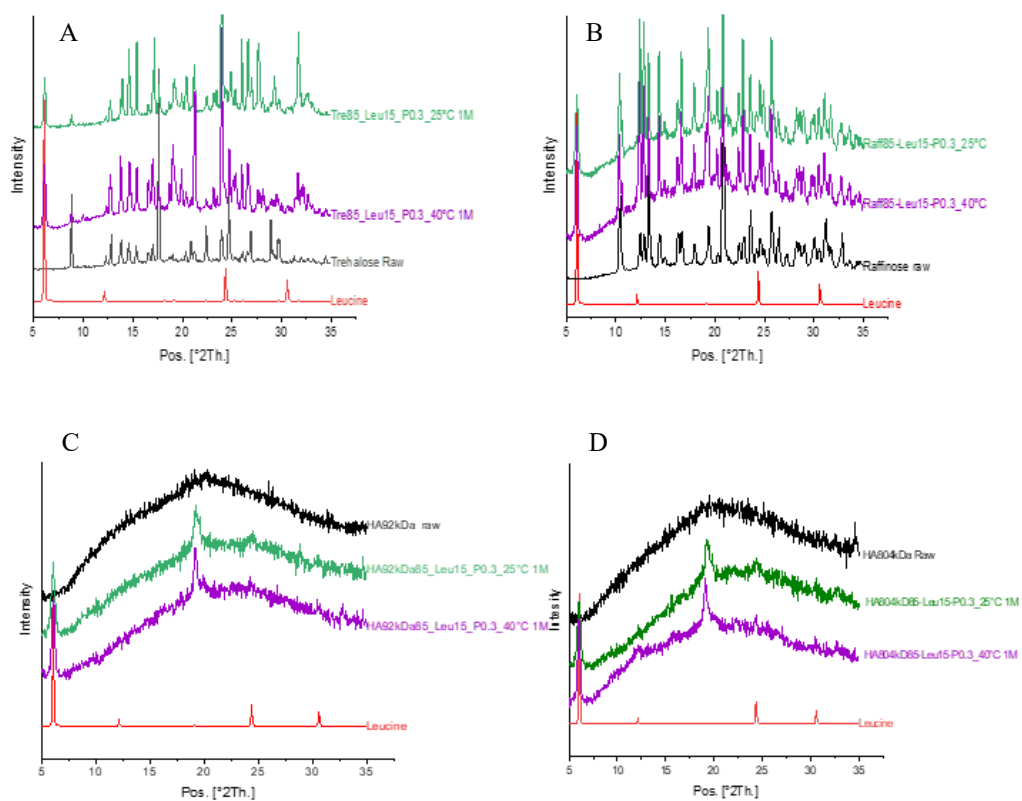 A
Intensity
Tre85_Leu15_P0.3_25°C 1M
Tre85_Leu15_P0.3_40°C 1M
Trehalose Raw
Leucine
5 10 15 20 25 30 35
Pos. [°2Th.]
B
Intensity
Raff85-Leu15-P0.3_25°C
Raff85-Leu15-P0.3_40°C
Raffinose raw
Leucine
5 10 15 20 25 30 35
Pos. [°2Th.]
C
Intensity
HA92kDa raw
HA92kDa85_Leu15_P0.3_25°C 1M
HA92kDa85_Leu15_P0.3_40°C 1M
Leucine
5 10 15 20 25 30 35
Pos. [°2Th.]
D
Intesity
HA804kDa Raw
HA804kD85-Leu15-P0.3_25°C 1M
HA804kD85-Leu15-P0.3_40°C 1M
Leucine
5 10 15 20 25 30 35
Pos. [°2Th.]